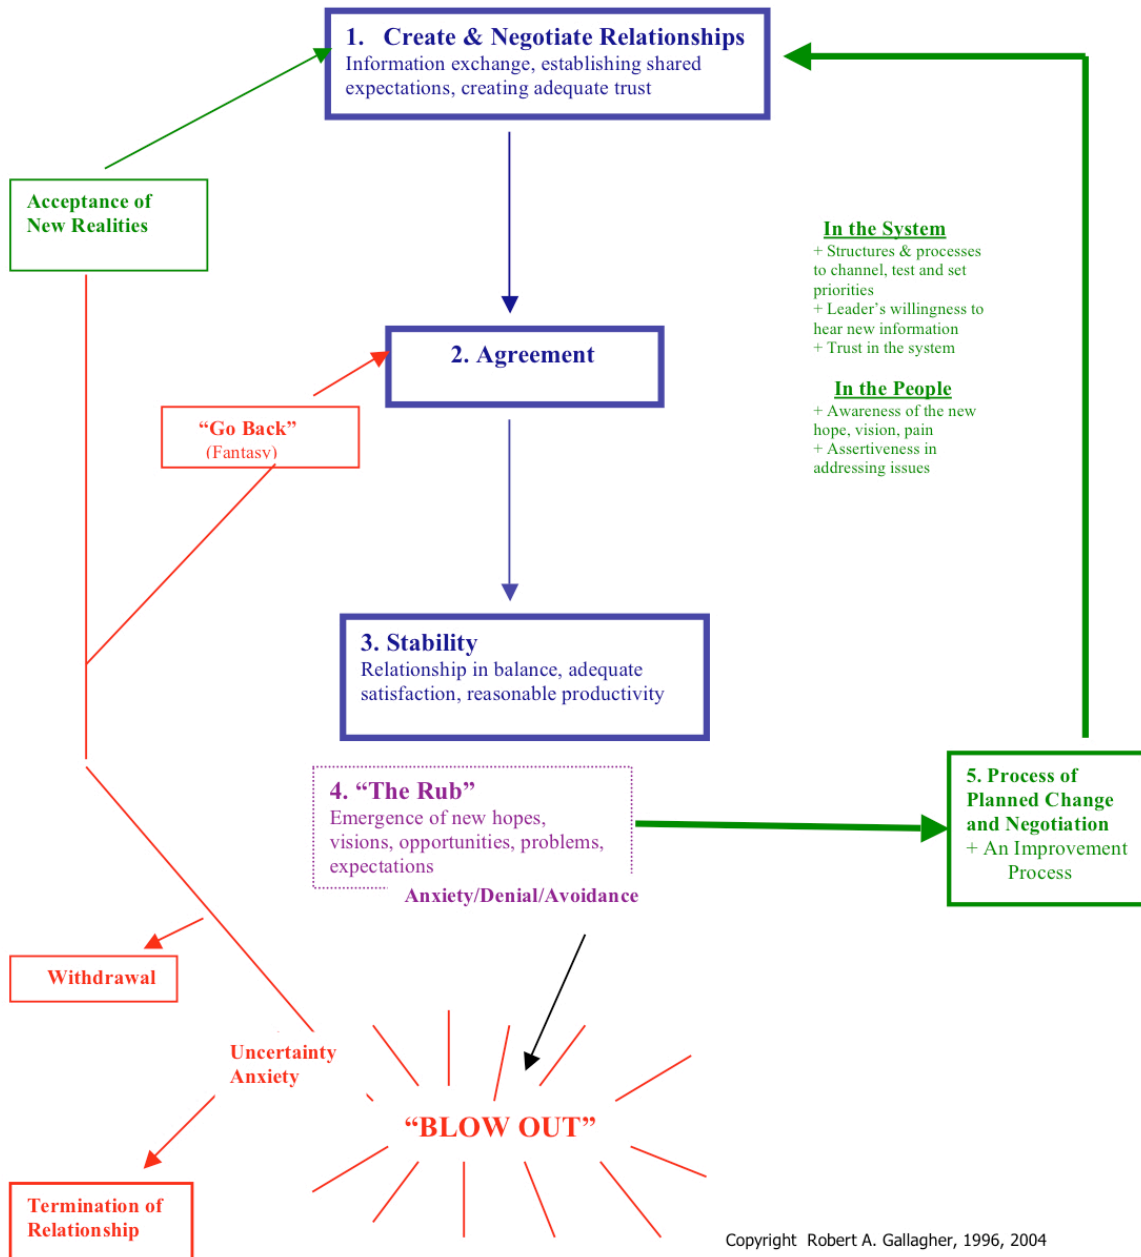 1. Create & Negotiate Relationships
Information exchange, establishing shared
expectations, creating adequate trust
Acceptance of
New Realities
In the System
+ Structures & processes
to channel, test and set
priorities
+ Leader’s willingness to
hear new information
+ Trust in the system
2. Agreement
In the People
+ Awareness of the new
hope, vision, pain
+ Assertiveness in
addressing issues
“Go Back”
(Fantasy)
3. Stability
Relationship in balance, adequate
satisfaction, reasonable productivity
4. “The Rub”
Emergence of new hopes,
visions, opportunities, problems,
expectations
Anxiety/Denial/Avoidance
5. Process of
Planned Change
and Negotiation
+ An Improvement
Process
Withdrawal
Uncertainty
Anxiety
“BLOW OUT”
Termination of
Relationship
Copyright Robert A. Gallagher, 1996, 2004